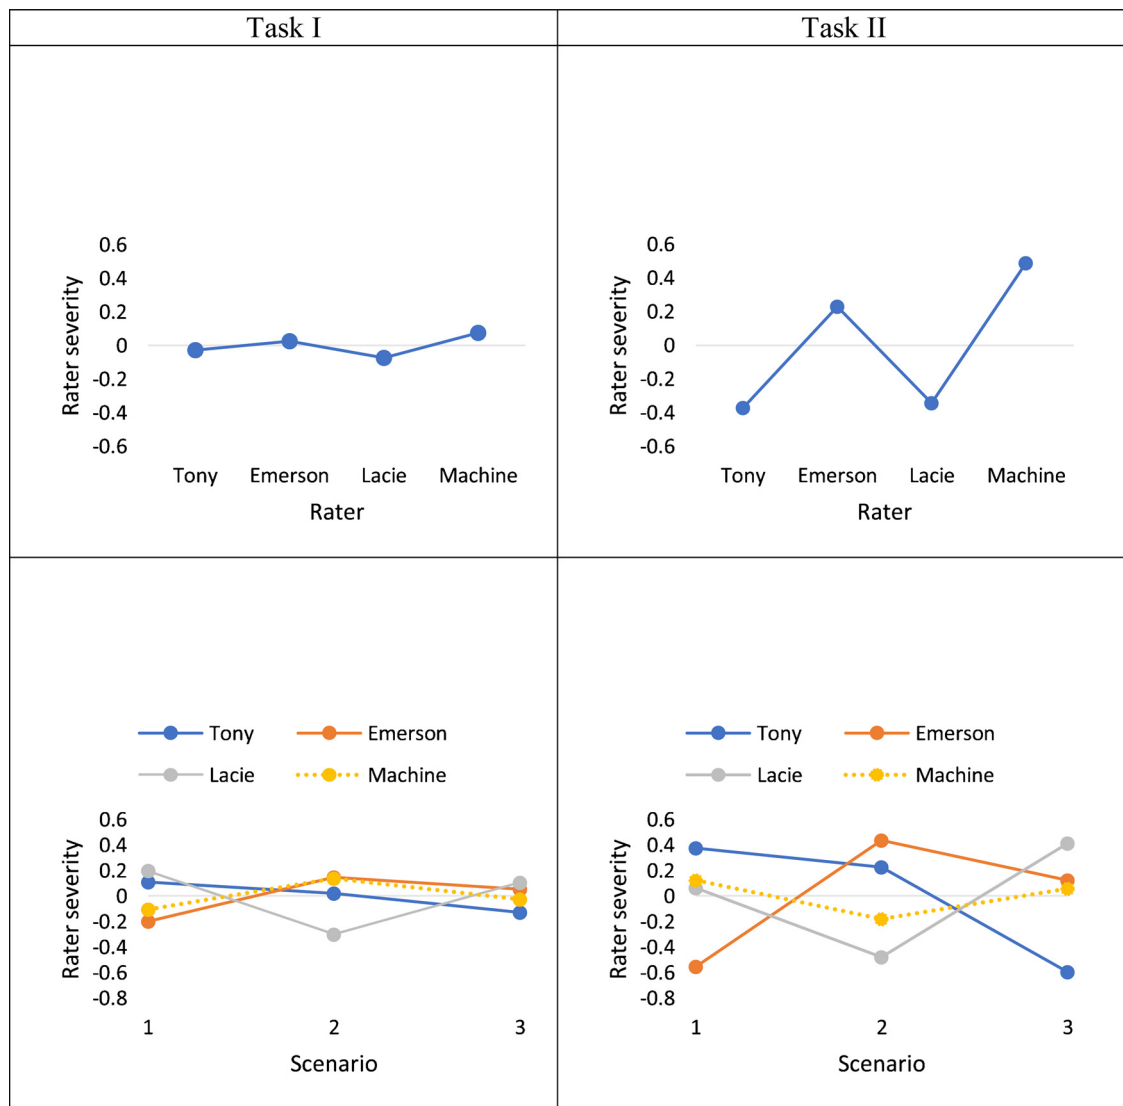 Task I
Task II
Rater severity
0.6
0.4
0.2
0
-0.2
-0.4
-0.6
Tony Emerson Lacie Machine
Rater
Rater severity
0.6
0.4
0.2
0
-0.2
-0.4
-0.6
Tony Emerson Lacie Machine
Rater
Tony Emerson
Lacie Machine
Rater severity
0.6
0.4
0.2
0
-0.2
-0.4
-0.6
-0.8
1 2 3
Scenario
Tony Emerson
Lacie Machine
Rater severity
0.6
0.4
0.2
0
-0.2
-0.4
-0.6
-0.8
1 2 3
Scenario